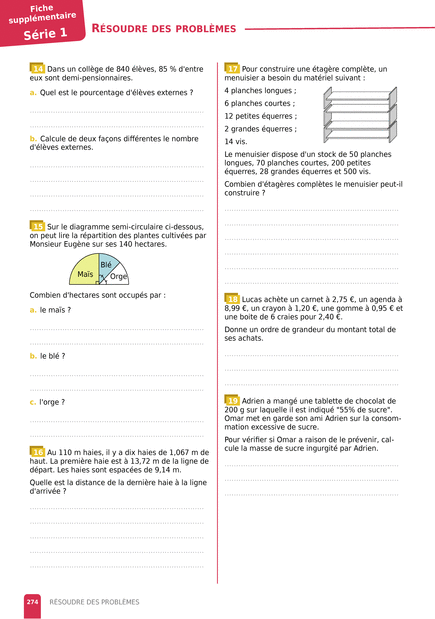 Fiche
supplémentaire
Série 1
RÉSOUDRE DES PROBLÈMES
14 Dans un collège de 840 élèves, 85 % d'entre
eux sont demi-pensionnaires.
a. Quel est le pourcentage d'élèves externes ?
b. Calcule de deux façons différentes le nombre
d'élèves externes.
15 Sur le diagramme semi-circulaire ci-dessous,
on peut lire la répartition des plantes cultivées par
Monsieur Eugène sur ses 140 hectares.
Blé
Maïs
Orge
Combien d'hectares sont occupés par :
a. le maïs ?
b. le blé ?
c. l'orge ?
16 Au 110 m haies, il y a dix haies de 1,067 m de
haut. La première haie est à 13,72 m de la ligne de
départ. Les haies sont espacées de 9,14 m.
Quelle est la distance de la dernière haie à la ligne
d'arrivée ?
17 Pour construire une étagère complète, un
menuisier a besoin du matériel suivant :
4 planches longues ;
6 planches courtes ;
12 petites équerres ;
2 grandes équerres ;
14 vis.
Le menuisier dispose d'un stock de 50 planches
longues, 70 planches courtes, 200 petites
équerres, 28 grandes équerres et 500 vis.
Combien d'étagères complètes le menuisier peut-il
construire ?
18 Lucas achète un carnet à 2,75 €, un agenda à
8,99 €, un crayon à 1,20 €, une gomme à 0,95 € et
une boite de 6 craies pour 2,40 €.
Donne un ordre de grandeur du montant total de
ses achats.
19 Adrien a mangé une tablette de chocolat de
200 g sur laquelle il est indiqué "55% de sucre".
Omar met en garde son ami Adrien sur la consom-
mation excessive de sucre.
Pour vérifier si Omar a raison de le prévenir, cal-
cule la masse de sucre ingurgité par Adrien.
274 RÉSOUDRE DES PROBLÈMES